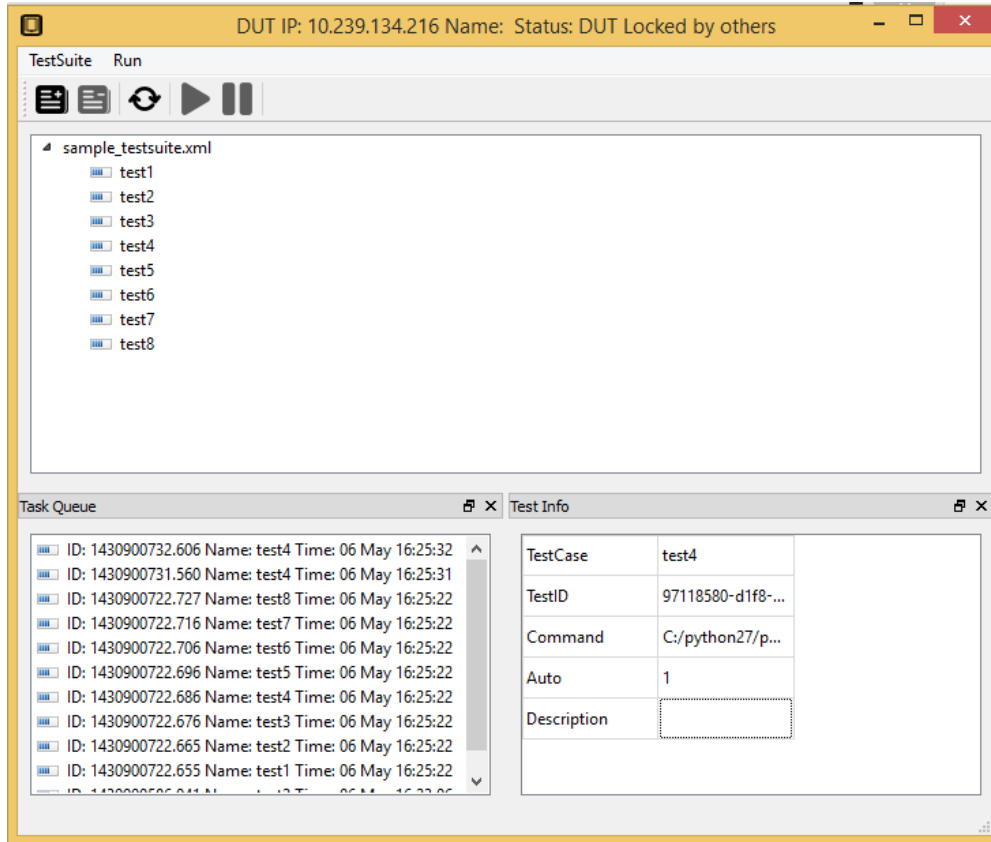 DUT IP: 10.239.134.216 Name:  Status: DUT Locked by others
TestSuite Run
sample_testsuite.xml
test1
test2
test3
test4
test5
test6
test7
test8
Task Queue
ID: 1430900732.606 Name: test4 Time: 06 May 16:25:32
ID: 1430900731.560 Name: test4 Time: 06 May 16:25:31
ID: 1430900722.727 Name: test8 Time: 06 May 16:25:22
ID: 1430900722.716 Name: test7 Time: 06 May 16:25:22
ID: 1430900722.706 Name: test6 Time: 06 May 16:25:22
ID: 1430900722.696 Name: test5 Time: 06 May 16:25:22
ID: 1430900722.686 Name: test4 Time: 06 May 16:25:22
ID: 1430900722.676 Name: test3 Time: 06 May 16:25:22
ID: 1430900722.665 Name: test2 Time: 06 May 16:25:22
ID: 1430900722.655 Name: test1 Time: 06 May 16:25:22
Test Info
TestCase test4
TestID 97118580-d1f8-...
Command C:/python27/p...
Auto 1
Description